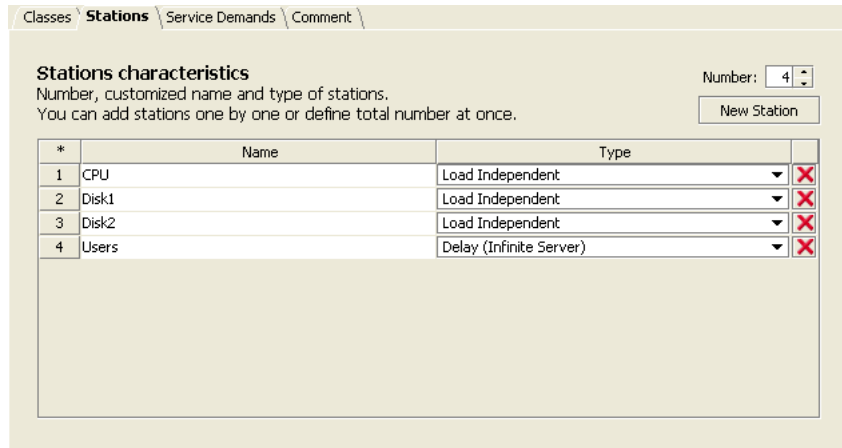 Classes Stations Service Demands Comment
Stations characteristics
Number, customized name and type of stations.
You can add stations one by one or define total number at once.
Number: 4
New Station
* Name Type
1 CPU Load Independent
2 Disk1 Load Independent
3 Disk2 Load Independent
4 Users Delay (Infinite Server)